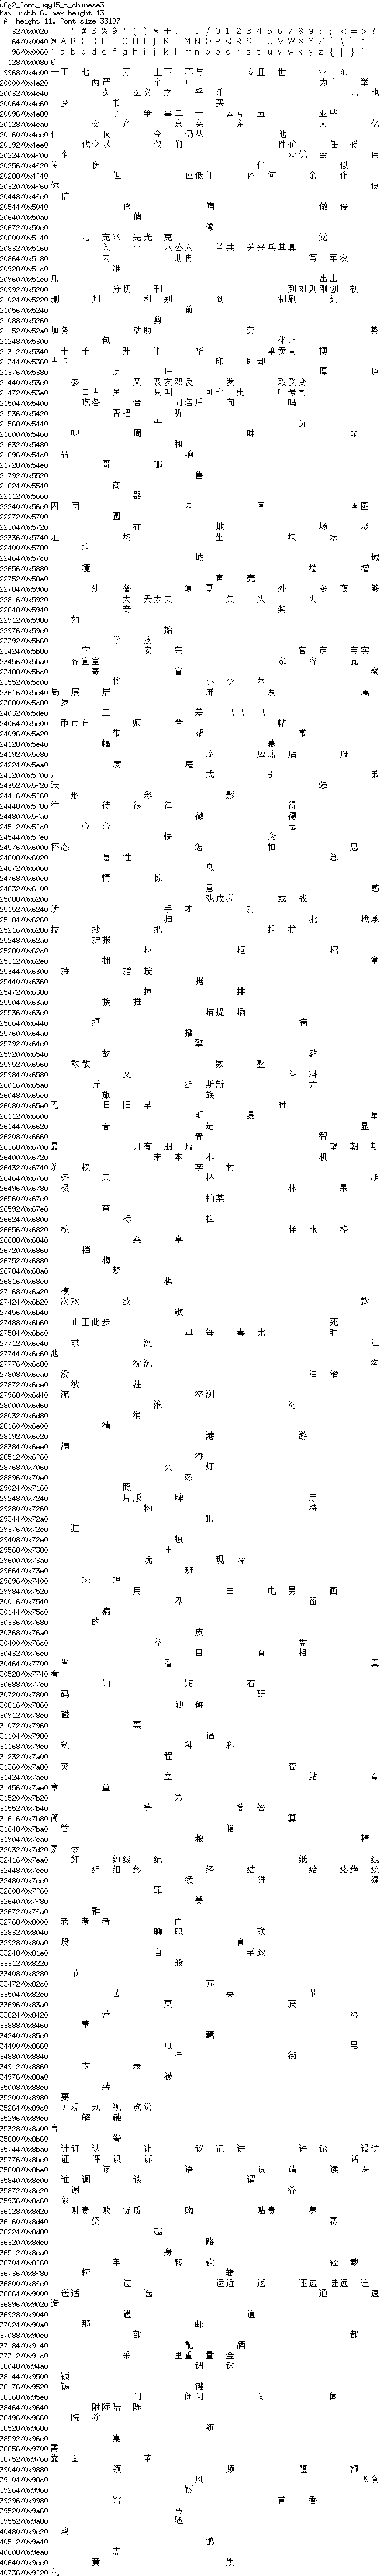 u8g2_font_wqy15_t_chinese3
Max width 6, max height 13
'A' height 11, font size 33197
32/0x0020 ! " # $ % & ' ( ) * + , - . / 0 1 2 3 4 5 6 7 8 9 : ; < = > ?
64/0x0040 @ A B C D E F G H I J K L M N O P Q R S T U V W X Y Z [ \ ] ^ _
96/0x0060 ` a b c d e f g h i j k l m n o p q r s t u v w x y z { | } ~
128/0x0080 €
19968/0x4e00 一 丁 七 万 三 上 下 不 与 专 且 世 业 东
20000/0x4e20 两 严 个 中 为 主 举
20032/0x4e40 久 么 义 之 乎 乐 九 也
20064/0x4e60 乡 书 买
20096/0x4e80 了 争 事 二 于 云 互 五 亚 些
20128/0x4ea0 交 产 京 亮 亲 人 亿
20160/0x4ec0 什 仅 今 仍 从 他
20192/0x4ee0 代 令 以 仪 们 件 价 任 份
20224/0x4f00 企 众 优 会 伟
20256/0x4f20 传 伤 伴 似
20288/0x4f40 但 位 低 住 体 何 余 作
20320/0x4f60 你 使
20448/0x4fe0 信
20544/0x5040 假 偏 做 停
20640/0x50a0 储
20672/0x50c0 像
20800/0x5140 元 充 兆 先 光 克 党
20832/0x5160 入 全 八 公 六 兰 共 关 兴 兵 其 具
20864/0x5180 内 册 再 写 军 农
20928/0x51c0 准
20960/0x51e0 几 出 击
20992/0x5200 分 切 刊 列 刘 则 刚 创 初
21024/0x5220 删 判 利 别 到 制 刷 刻
21056/0x5240 前
21088/0x5260 剪
21152/0x52a0 加 务 动 助 劳 势
21248/0x5300 包 化 北
21312/0x5340 十 千 升 半 华 单 卖 南 博
21344/0x5360 占 卡 印 即 却
21376/0x5380 历 压 厚 原
21440/0x53c0 参 又 及 友 双 反 发 取 受 变
21472/0x53e0 口 古 另 只 叫 可 台 史 叶 号 司
21504/0x5400 吃 各 合 同 名 后 向 吗
21536/0x5420 否 吧 听
21568/0x5440 告 员
21600/0x5460 呢 周 味 命
21632/0x5480 和
21696/0x54c0 品 响
21728/0x54e0 哥 哪
21792/0x5520 售
21824/0x5540 商
22112/0x5660 器
22240/0x56e0 因 团 园 围 国 图
22272/0x5700 圆
22304/0x5720 在 地 场 圾
22336/0x5740 址 均 坐 块 坛
22400/0x5780 垃
22464/0x57c0 城 域
22656/0x5880 境 墙 增
22752/0x58e0 士 声 壳
22784/0x5900 处 备 复 夏 外 多 夜 够
22816/0x5920 大 天 太 夫 失 头 夹
22848/0x5940 奇 奖
22912/0x5980 如
22976/0x59c0 始
23392/0x5b60 学 孩
23424/0x5b80 它 安 完 官 定 宝 实
23456/0x5ba0 客 宣 室 家 容 宽
23488/0x5bc0 寄 富 察
23552/0x5c00 将 小 少 尔
23616/0x5c40 局 层 居 屏 展 属
23680/0x5c80 岁
24032/0x5de0 工 差 己 已 巴
24064/0x5e00 币 市 布 师 希 帖
24096/0x5e20 带 帮 常
24128/0x5e40 幅 幕
24192/0x5e80 序 应 底 店 府
24224/0x5ea0 度 庭
24320/0x5f00 开 式 引 弟
24352/0x5f20 张 强
24416/0x5f60 形 彩 影
24448/0x5f80 往 待 很 律 得
24480/0x5fa0 微 德
24512/0x5fc0 心 必 志
24544/0x5fe0 快 念
24576/0x6000 怀 态 怎 怕 思
24608/0x6020 急 性 总
24672/0x6060 息
24768/0x60c0 情 惊
24832/0x6100 意 感
25088/0x6200 戏 成 我 或 战
25152/0x6240 所 手 才 打
25184/0x6260 扫 批 找 承
25216/0x6280 技 抄 把 投 抗
25248/0x62a0 护 报
25280/0x62c0 拉 拒 招
25312/0x62e0 拥 拿
25344/0x6300 持 指 按
25440/0x6360 据
25472/0x6380 掉 排
25504/0x63a0 接 推
25536/0x63c0 描 提 插
25664/0x6440 摄 摘
25760/0x64a0 播
25792/0x64c0 擎
25920/0x6540 故 教
25952/0x6560 敢 散 数 整
25984/0x6580 文 斗 料
26016/0x65a0 斤 断 斯 新 方
26048/0x65c0 旅 族
26080/0x65e0 无 日 旧 早 时
26112/0x6600 明 易 星
26144/0x6620 春 是 显
26208/0x6660 普 智
26368/0x6700 最 月 有 朋 服 望 朝 期
26400/0x6720 未 本 术 机
26432/0x6740 杀 权 李 村
26464/0x6760 条 来 杯 板
26496/0x6780 极 林 果
26560/0x67c0 柏 某
26592/0x67e0 查
26624/0x6800 标 栏
26656/0x6820 校 样 根 格
26688/0x6840 案 桌
26720/0x6860 档
26752/0x6880 梅
26784/0x68a0 梦
26816/0x68c0 棋
27168/0x6a20 模
27424/0x6b20 次 欢 欧 款
27456/0x6b40 歌
27488/0x6b60 止 正 此 步 死
27584/0x6bc0 母 每 毒 比 毛
27712/0x6c40 求 汉 江
27744/0x6c60 池
27776/0x6c80 沈 沉 沟
27808/0x6ca0 没 油 治
27872/0x6ce0 波 注
27968/0x6d40 流 济 浏
28000/0x6d60 浪 海
28032/0x6d80 消
28160/0x6e00 清
28192/0x6e20 港 游
28384/0x6ee0 满
28512/0x6f60 潮
28768/0x7060 火 灯
28896/0x70e0 热
29024/0x7160 照
29248/0x7240 片 版 牌 牙
29280/0x7260 物 特
29344/0x72a0 犯
29376/0x72c0 狂
29408/0x72e0 独
29568/0x7380 王
29600/0x73a0 玩 现 玲
29664/0x73e0 班
29696/0x7400 球 理
29984/0x7520 用 由 电 男 画
30016/0x7540 界 留
30144/0x75c0 病
30336/0x7680 的
30368/0x76a0 皮
30400/0x76c0 益 盘
30432/0x76e0 目 直 相
30464/0x7700 省 看 真
30528/0x7740 着
30688/0x77e0 知 短 石
30720/0x7800 码 研
30816/0x7860 硬 确
30912/0x78c0 磁
31072/0x7960 票
31104/0x7980 福
31168/0x79c0 私 种 科
31232/0x7a00 程
31360/0x7a80 突 窗
31424/0x7ac0 立 站 竟
31456/0x7ae0 章 童
31520/0x7b20 第
31552/0x7b40 等 筒 答
31616/0x7b80 简 算
31648/0x7ba0 管 箱
31904/0x7ca0 粮 精
32032/0x7d20 素 索
32416/0x7ea0 红 约 级 纪 纸 线
32448/0x7ec0 组 细 终 经 结 给 络 绝 统
32480/0x7ee0 续 维 绿
32608/0x7f60 罪
32640/0x7f80 美
32672/0x7fa0 群
32768/0x8000 老 考 者 而
32832/0x8040 聊 职 联
32928/0x80a0 股 育
33248/0x81e0 自 至 致
33312/0x8220 般
33408/0x8280 节
33472/0x82c0 苏
33504/0x82e0 苦 英 苹
33696/0x83a0 莫 获
33824/0x8420 营 落
33888/0x8460 董
34240/0x85c0 藏
34400/0x8660 虫 虽
34880/0x8840 行 街
34912/0x8860 衣 表
34976/0x88a0 被
35008/0x88c0 装
35200/0x8980 要
35264/0x89c0 见 观 规 视 览 觉
35296/0x89e0 解 触
35328/0x8a00 言
35680/0x8b60 警
35744/0x8ba0 计 订 认 让 议 记 讲 许 论 设 访
35776/0x8bc0 证 评 识 诉 话
35808/0x8be0 该 语 说 请 读 课
35840/0x8c00 谁 调 谈 谓
35872/0x8c20 谢 谷
35936/0x8c60 象
36128/0x8d20 财 责 败 货 质 购 贴 贵 费
36160/0x8d40 资 赛
36224/0x8d80 越
36320/0x8de0 路
36512/0x8ea0 身
36704/0x8f60 车 转 软 轻 载
36736/0x8f80 较 辑
36800/0x8fc0 过 运 近 返 还 这 进 远 连
36864/0x9000 送 适 选 通 速
36896/0x9020 造
36928/0x9040 遇 道
37024/0x90a0 那 邮
37088/0x90e0 部 都
37184/0x9140 配 酒
37312/0x91c0 采 里 重 量 金
38048/0x94a0 钮 钱
38144/0x9500 锁
38176/0x9520 锡 键
38368/0x95e0 门 闭 问 间 闻
38464/0x9640 附 际 陆 陈
38496/0x9660 院 除
38528/0x9680 随
38592/0x96c0 集
38656/0x9700 需
38752/0x9760 靠 面 革
39040/0x9880 领 频 题 额
39104/0x98c0 风 飞 食
39264/0x9960 饭
39296/0x9980 馆 首 香
39520/0x9a60 马
39552/0x9a80 验
40480/0x9e20 鸡
40512/0x9e40 鹏
40608/0x9ea0 麦
40640/0x9ec0 黄 黑
40736/0x9f20 鼠